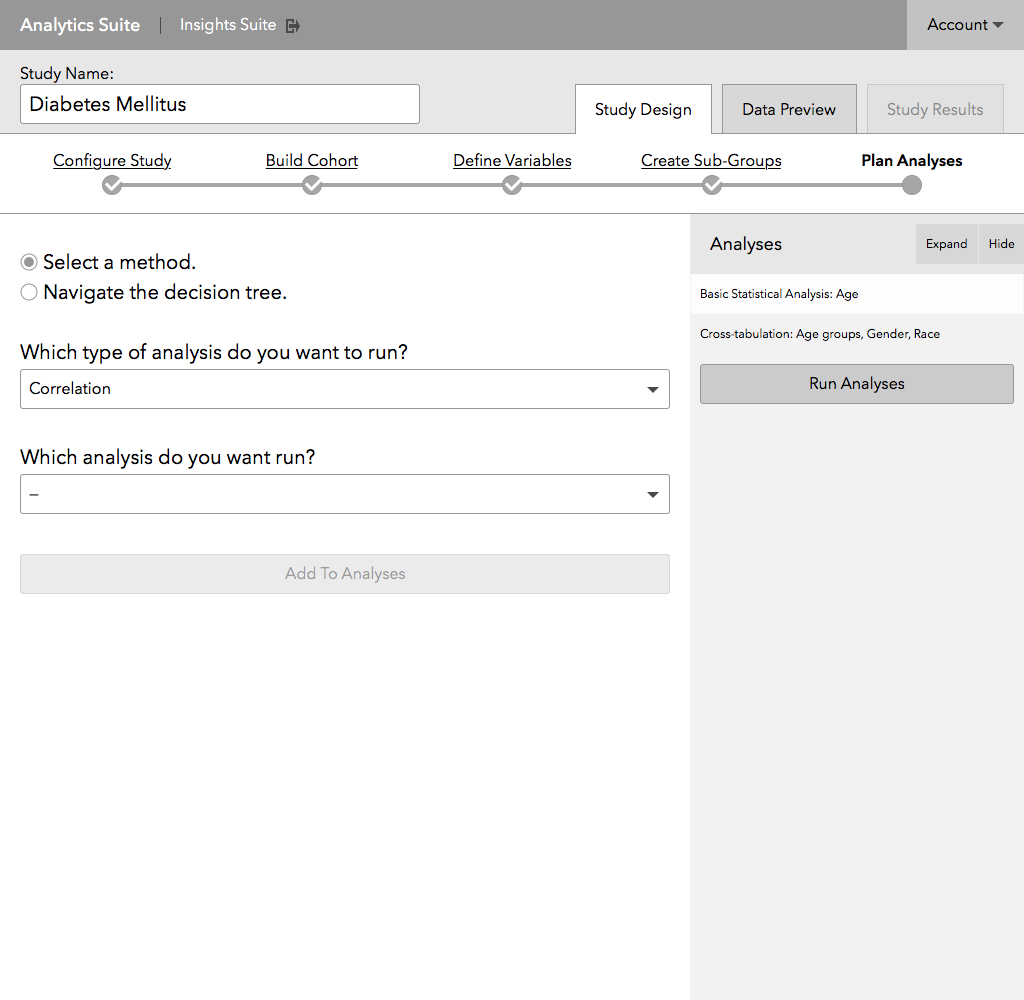 Analytics Suite | Insights Suite
Account
Study Name:
Diabetes Mellitus
Study Design
Data Preview
Study Results
Configure Study
Build Cohort
Define Variables
Create Sub-Groups
Plan Analyses
Select a method.
Navigate the decision tree.
Which type of analysis do you want to run?
Correlation
Which analysis do you want run?
–
Add To Analyses
Analyses
Expand
Hide
Basic Statistical Analysis: Age
Cross-tabulation: Age groups, Gender, Race
Run Analyses